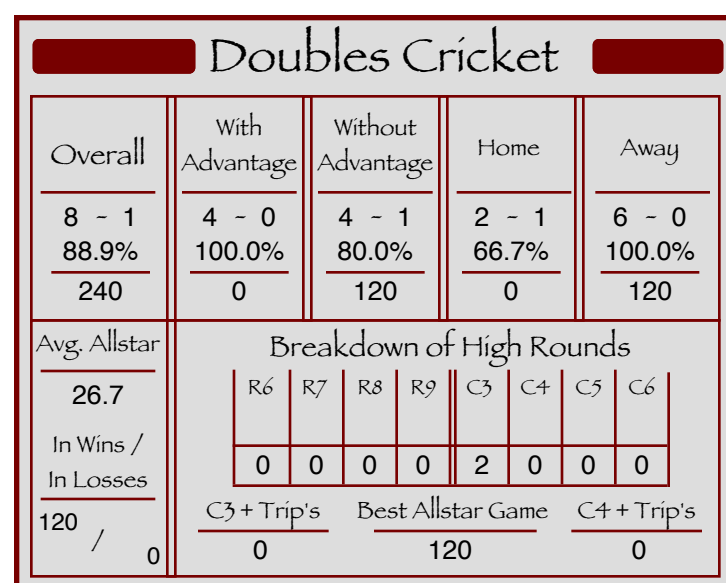 Doubles Cricket
Overall
8 ~ 1
88.9%
240
With
Advantage
4 ~ 0
100.0%
0
Without
Advantage
4 ~ 1
80.0%
120
Home
2 ~ 1
66.7%
0
Away
6 ~ 0
100.0%
120
Avg. Allstar
26.7
In Wins /
In Losses
120 / 0
Breakdown of High Rounds
R6 R7 R8 R9 C3 C4 C5 C6
0 0 0 0 2 0 0 0
C3 + Trip's Best Allstar Game C4 + Trip's
0 120 0